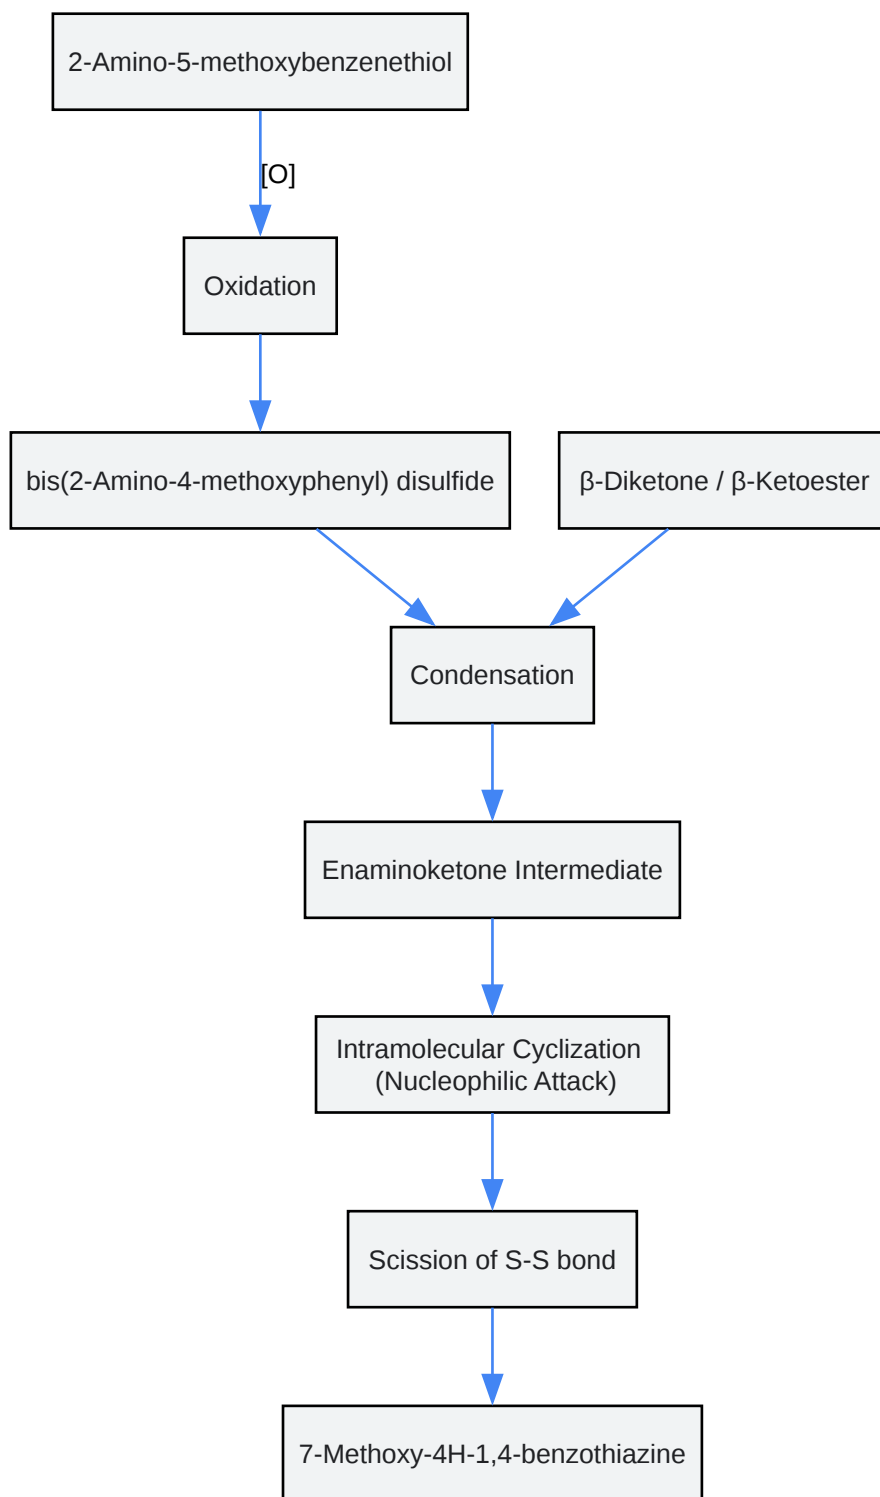 2-Amino-5-methoxybenzenethiol
[O]
Oxidation
bis(2-Amino-4-methoxyphenyl) disulfide
β-Diketone / β-Ketoester
Condensation
Enaminoketone Intermediate
Intramolecular Cyclization
(Nucleophilic Attack)
Scission of S-S bond
7-Methoxy-4H-1,4-benzothiazine